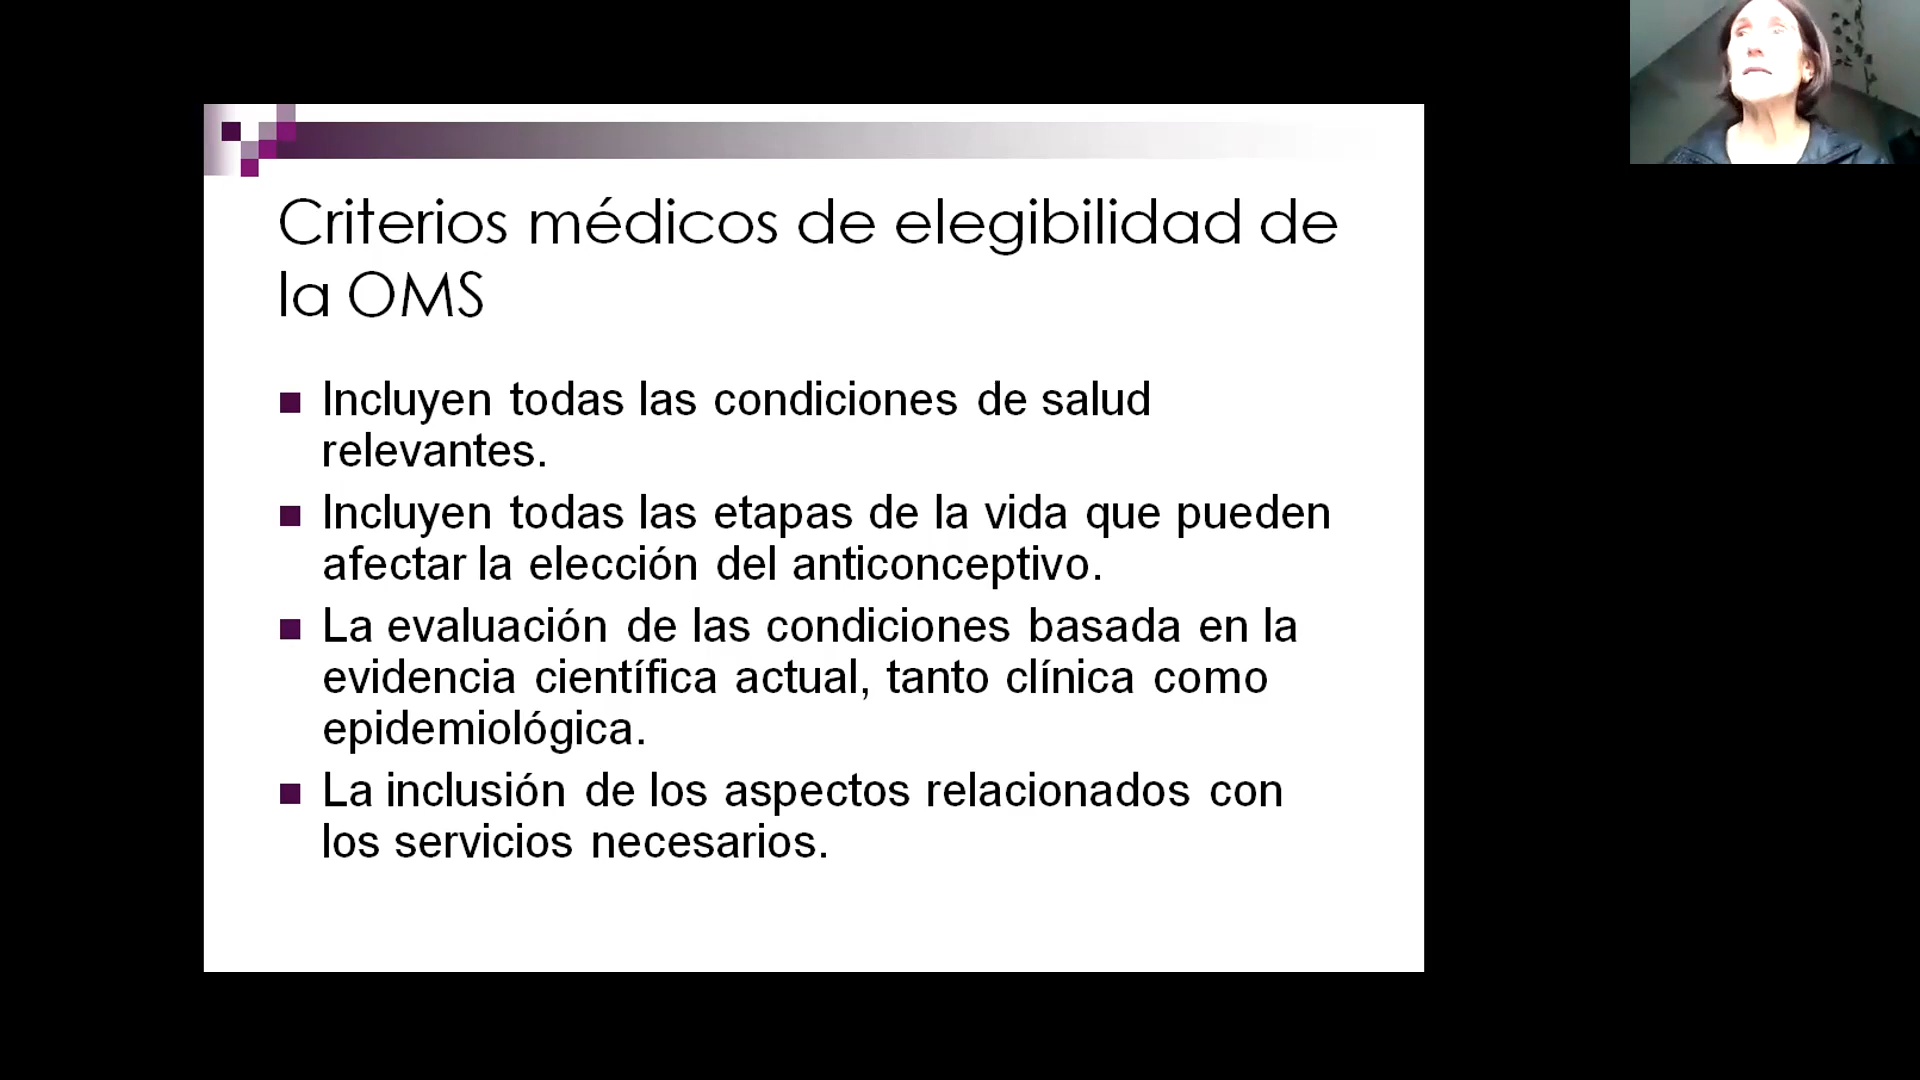 Criterios médicos de elegibilidad de
la OMS
Incluyen todas las condiciones de salud
relevantes.
Incluyen todas las etapas de la vida que pueden
afectar la elección del anticonceptivo.
La evaluación de las condiciones basada en la
evidencia científica actual, tanto clínica como
epidemiológica.
La inclusión de los aspectos relacionados con
los servicios necesarios.